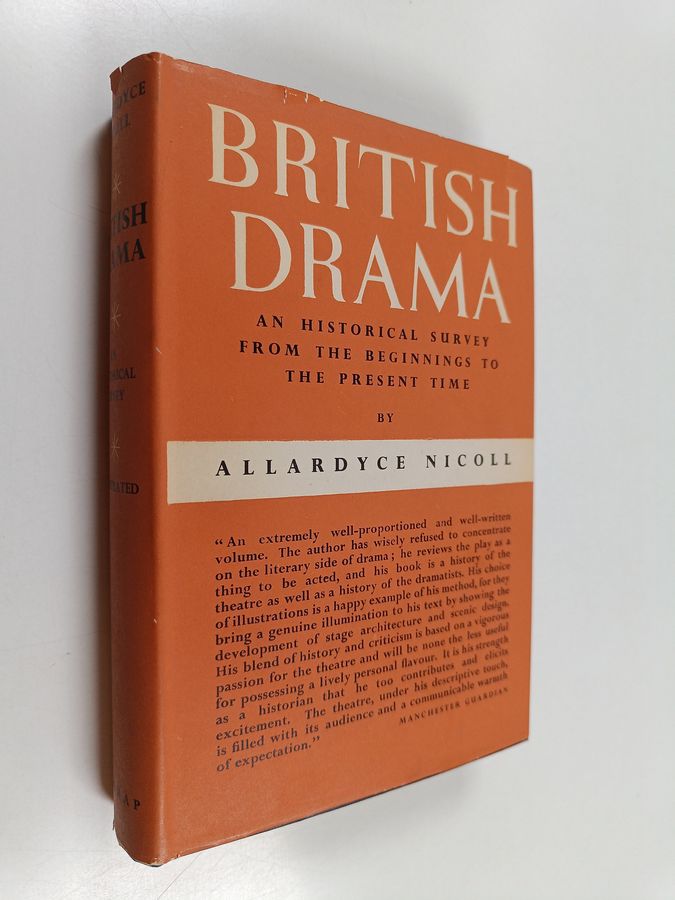 BRITISH
DRAMA
AN HISTORICAL SURVEY
FROM THE BEGINNINGS TO
THE PRESENT TIME
BY
ALLARDYCE NICOLL
“An extremely well-proportioned and well-written
volume. The author has wisely refused to concentrate
on the literary side of drama; he reviews the play as a
thing to be acted, and his book is a history of the
theatre as well as a history of the dramatists. His choice
of illustrations is a happy example of his method, for they
bring a genuine illumination to his text by showing the
development of stage architecture and scenic design.
His blend of history and criticism is based on a vigorous
passion for the theatre and will be none the less useful
for possessing a lively personal flavour. It is his strength
as a historian that he too contributes and elicits
excitement. The theatre, under his descriptive touch,
is filled with its audience and a communicable warmth
of expectation.”
MANCHESTER GUARDIAN